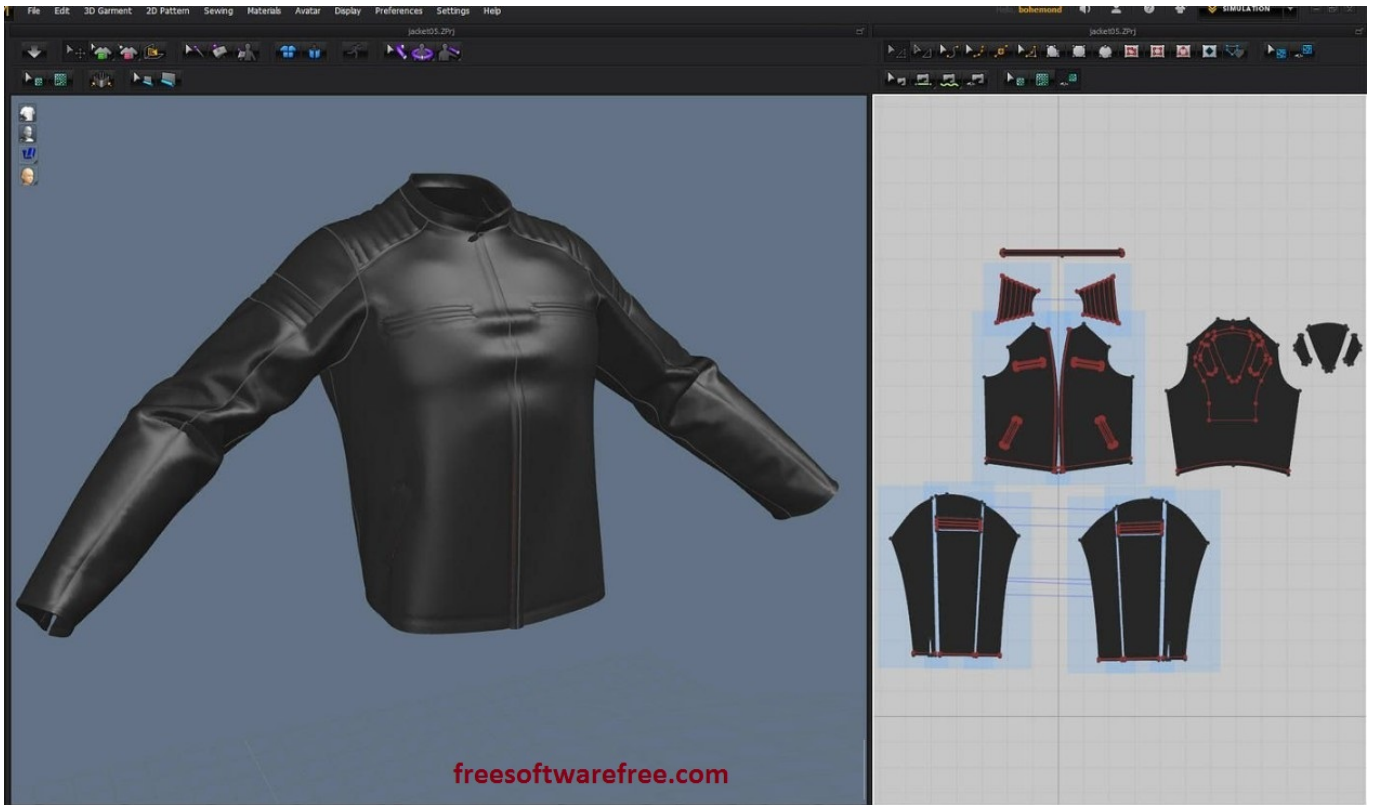 File Edit 3D Garment 2D Pattern Sewing Materials Avatar Display Preferences Settings Help
bohemond
SIMULATION
jacket05.ZPrj
jacket05.ZPrj
freesoftwarefree.com